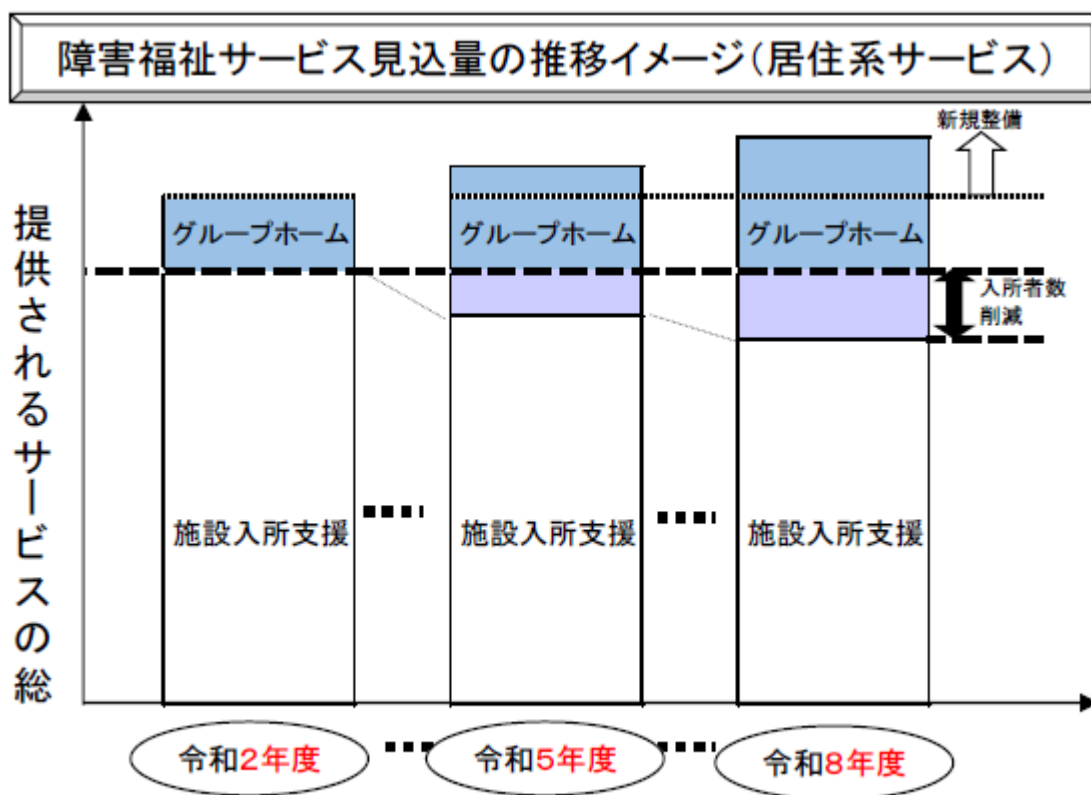 障害福祉サービス見込量の推移イメージ（居住系サービス）
新規整備
提供されるサービスの総
グループホーム
グループホーム
グループホーム
入所者数
削減
施設入所支援
施設入所支援
施設入所支援
令和2年度
令和5年度
令和8年度